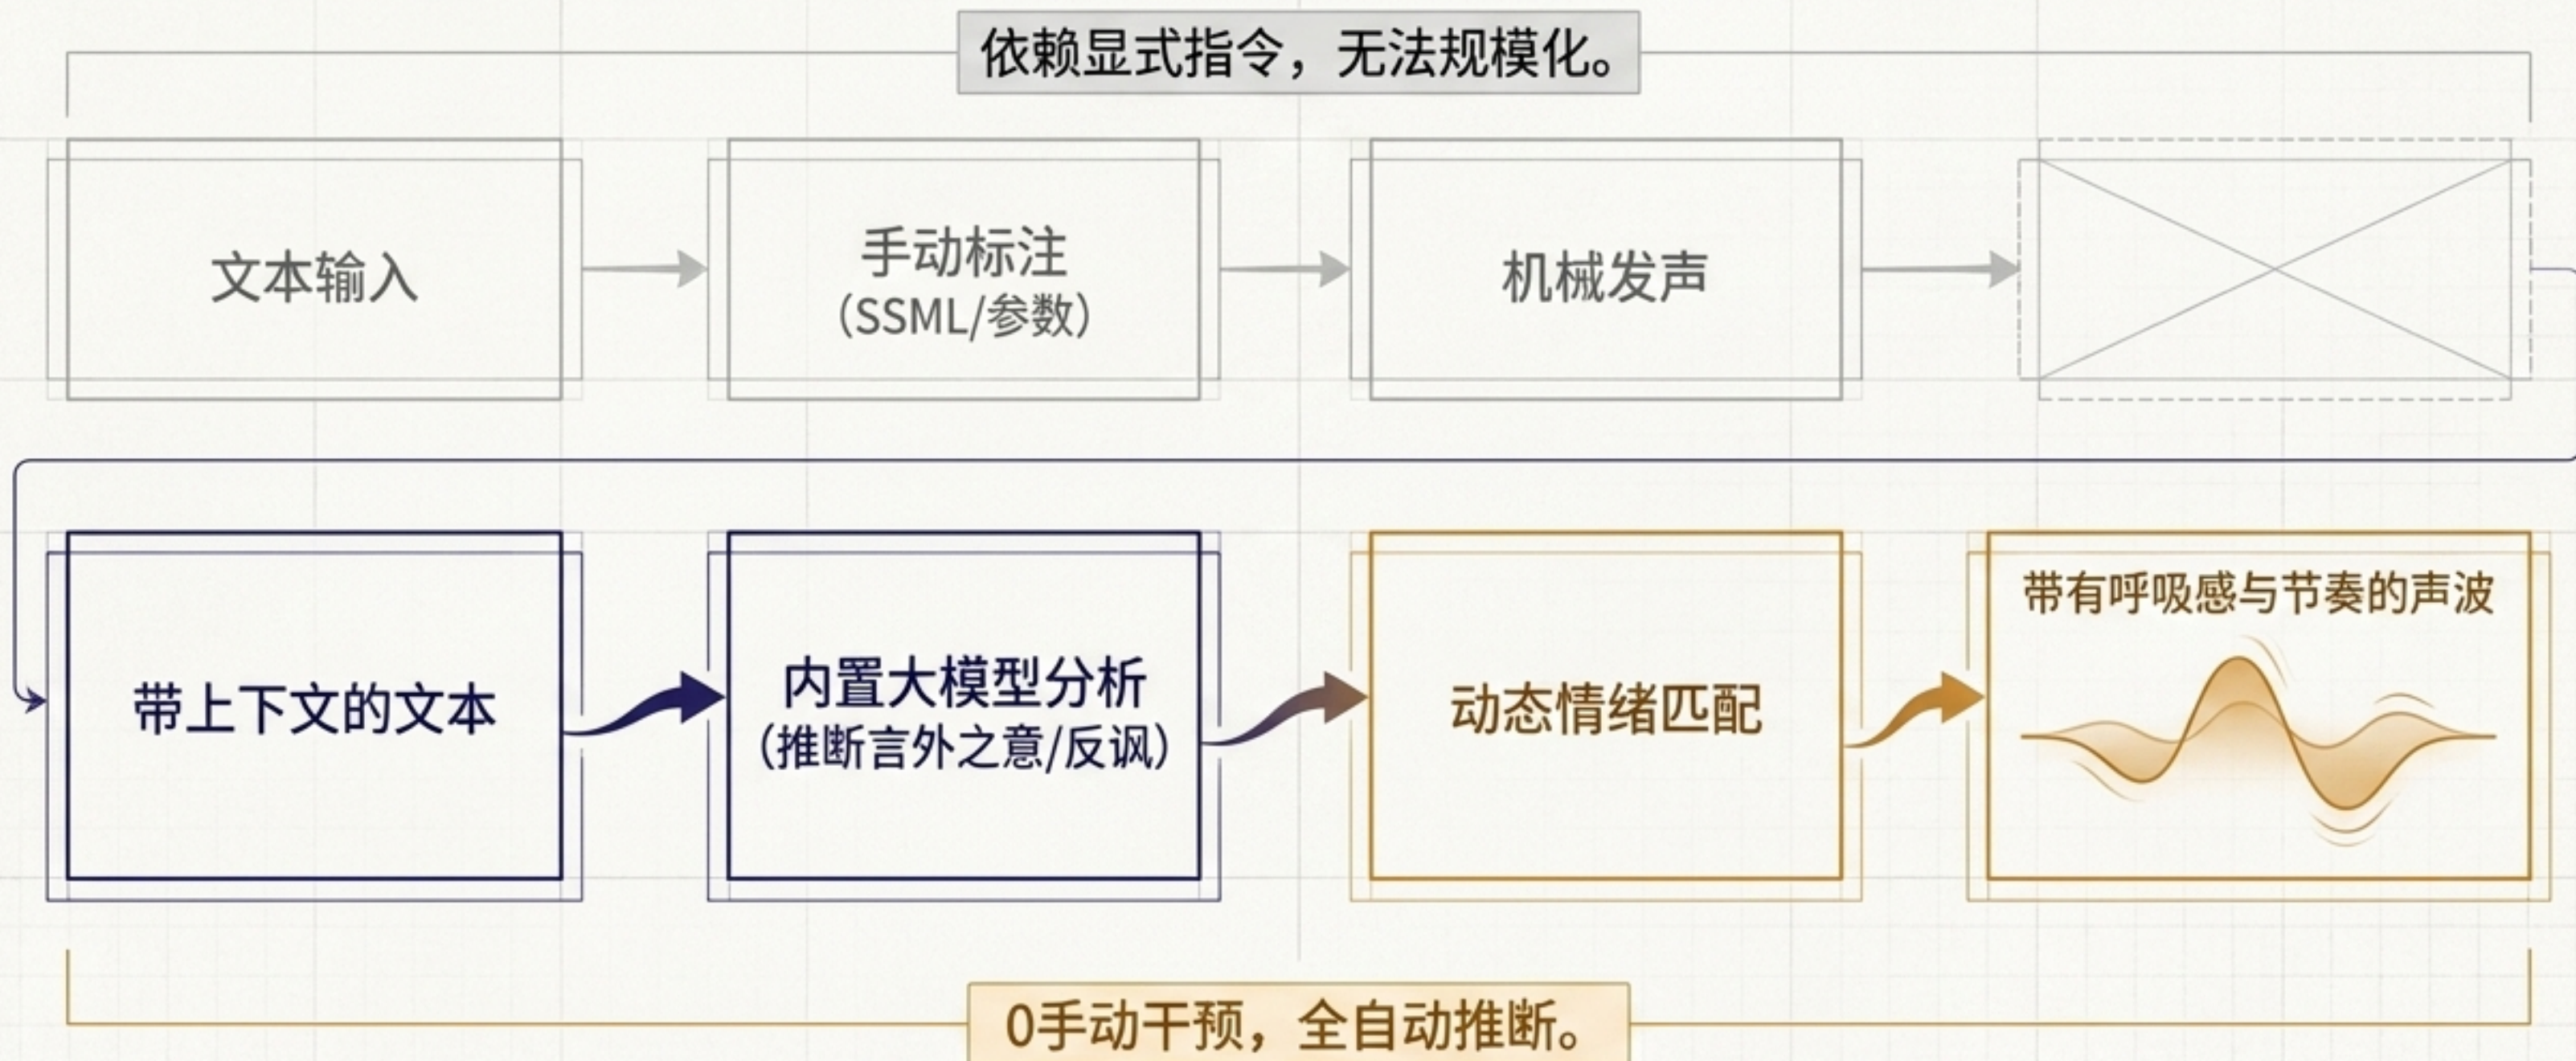 依赖显式指令，无法规模化。
文本输入
手动标注
（SSML/参数）
机械发声
带上下文的文本
内置大模型分析
（推断言外之意/反讽）
动态情绪匹配
带有呼吸感与节奏的声波
0手动干预，全自动推断。